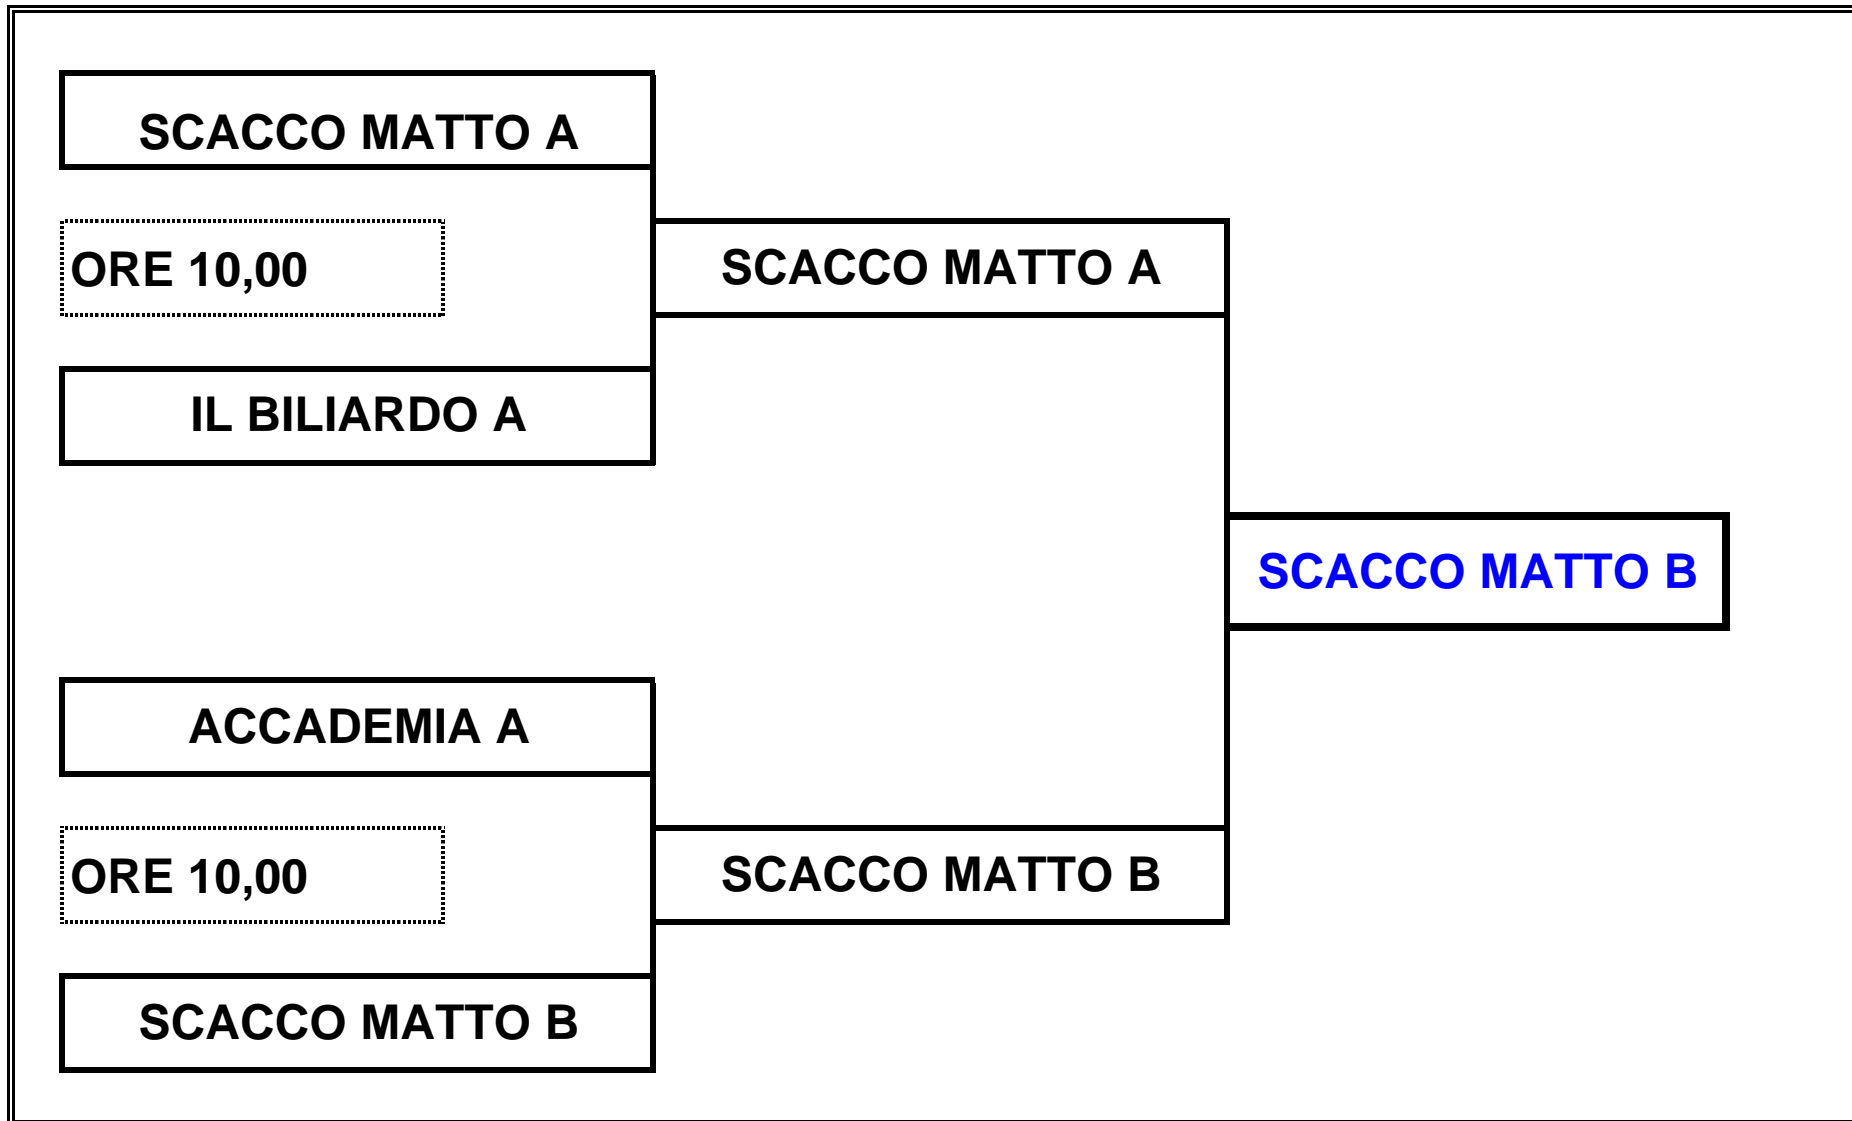 SCACCO MATTO A
ORE 10,00
SCACCO MATTO A
IL BILIARDO A
SCACCO MATTO B
ACCADEMIA A
ORE 10,00
SCACCO MATTO B
SCACCO MATTO B